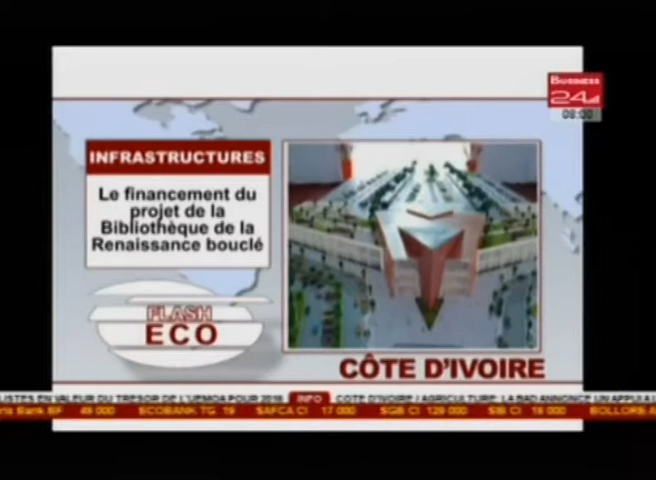 BUSINESS
24
08:00
INFRASTRUCTURES
Le financement du
projet de la
Bibliothèque de la
Renaissance bouclé
FLASH
ECO
CÔTE D'IVOIRE
ISTES EN VALEUR DU TRESOR DE L'UEMOA POUR 2016 INFO CÔTE D'IVOIRE / AGRICULTURE: LA BAD ANNONCE UN APPUI A
Bank BF 49 000 ECOBANK TG 19 SAFCA CI 17 000 SGB CI 129 000 SIB CI 16 000 BOLLORE